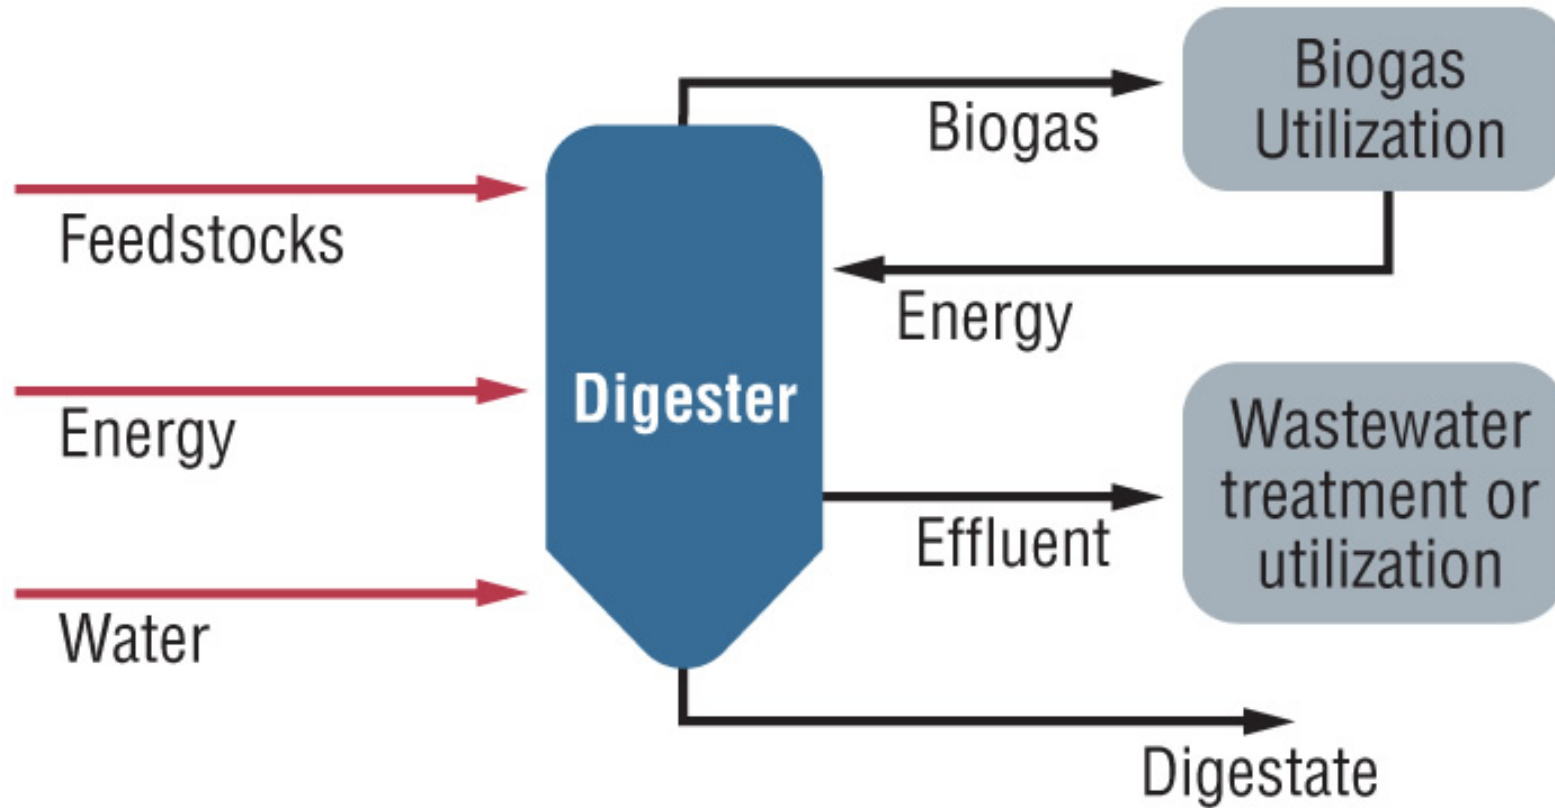 Feedstocks
Energy
Water
Digester
Biogas
Biogas
Utilization
Energy
Effluent
Wastewater
treatment or
utilization
Digestate